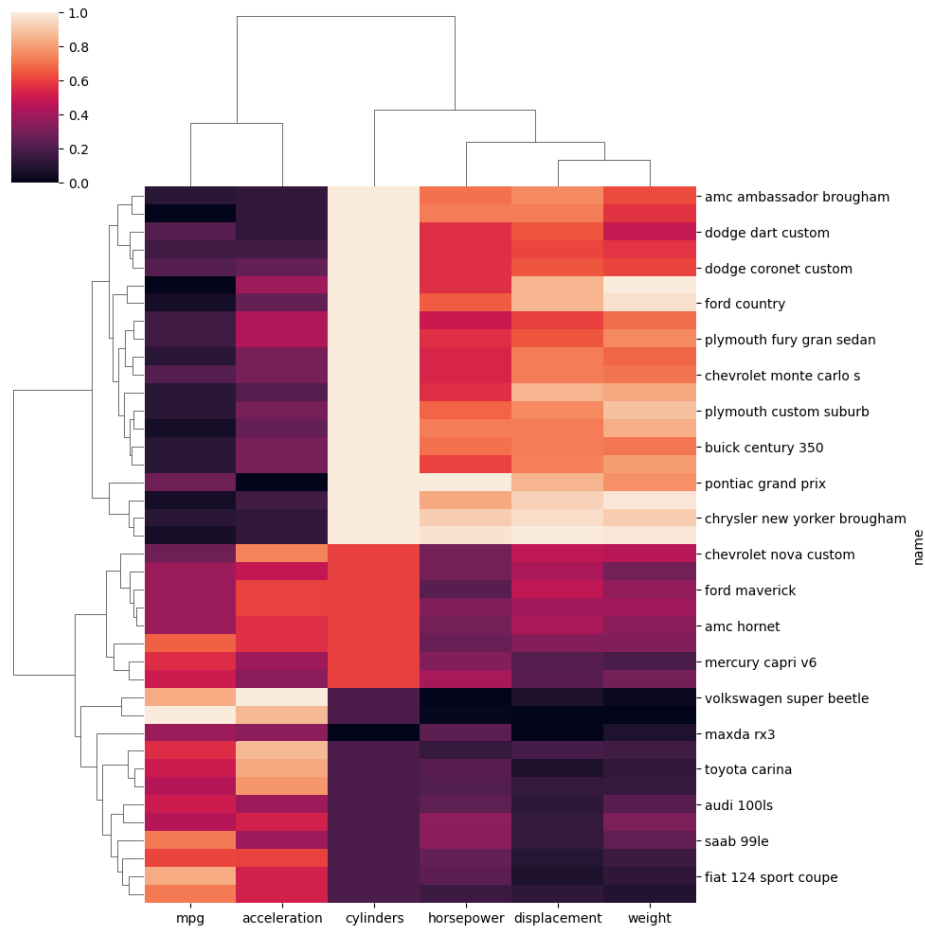 1.0
0.8
0.6
0.4
0.2
0.0
amc ambassador brougham
dodge dart custom
dodge coronet custom
ford country
plymouth fury gran sedan
chevrolet monte carlo s
plymouth custom suburb
buick century 350
pontiac grand prix
chrysler new yorker brougham
chevrolet nova custom
ford maverick
amc hornet
mercury capri v6
volkswagen super beetle
maxda rx3
toyota carina
audi 100ls
saab 99le
fiat 124 sport coupe
name
mpg acceleration cylinders horsepower displacement weight